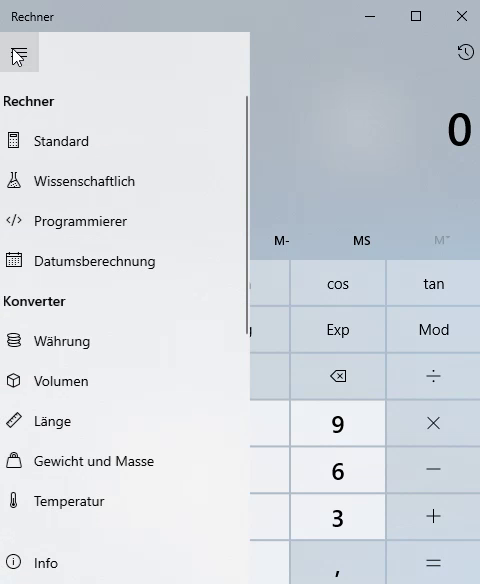 Rechner
Rechner
Standard
Wissenschaftlich
Programmierer
Datumsberechnung
Konverter
Währung
Volumen
Länge
Gewicht und Masse
Temperatur
Info
0
M- MS M˅
cos tan
Exp Mod
÷
9 ×
6 −
3 +
, =